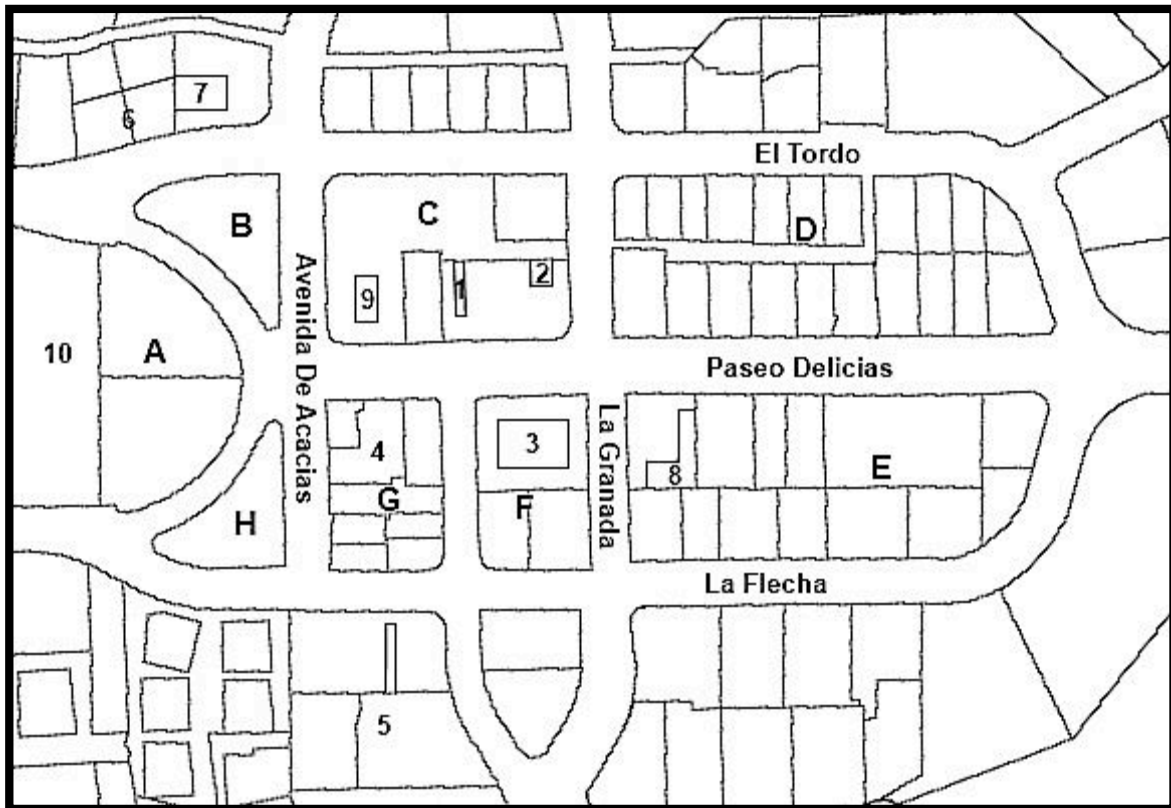 7
6
El Tordo
B
C
D
Avenida De Acacias
9
1
2
10
A
Paseo Delicias
4
3
La Granada
8
E
G
F
H
La Flecha
5